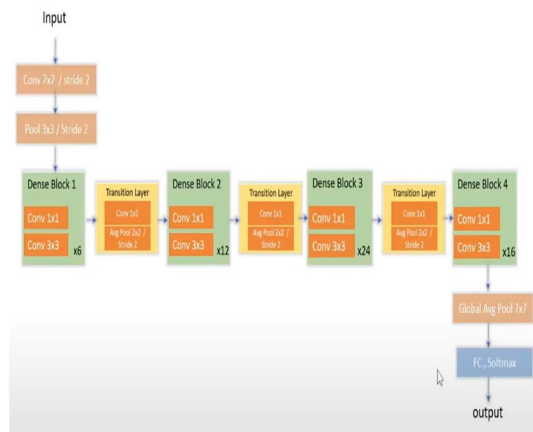 Input
Conv 7x7 / stride 2
Pool 3x3 / Stride 2
Dense Block 1
Conv 1x1
Conv 3x3
x6
Transition Layer
Conv 1x1
Avg Pool 2x2 /
Stride 2
Dense Block 2
Conv 1x1
Conv 3x3
x12
Transition Layer
Conv 1x1
Avg Pool 2x2 /
Stride 2
Dense Block 3
Conv 1x1
Conv 3x3
x24
Transition Layer
Conv 1x1
Avg Pool 2x2 /
Stride 2
Dense Block 4
Conv 1x1
Conv 3x3
x16
Global Avg Pool 7x7
FC , Softmax
output